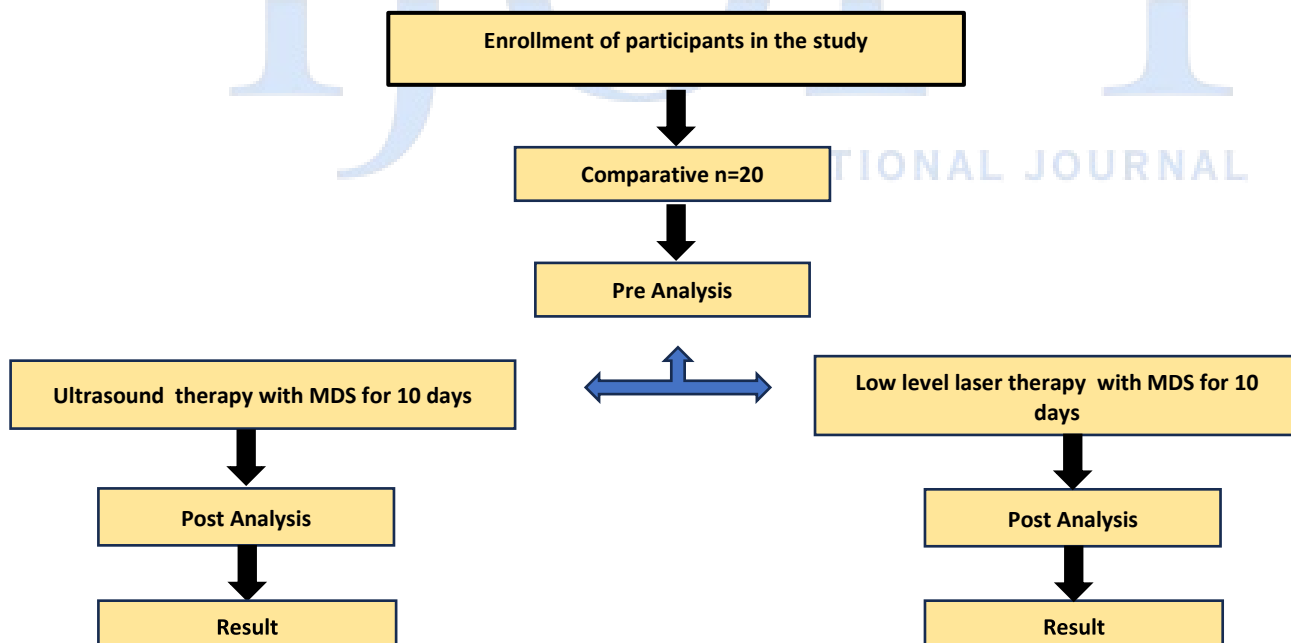 Enrollment of participants in the study
TIONAL JOURNAL
Comparative n=20
Pre Analysis
Ultrasound therapy with MDS for 10 days
Low level laser therapy with MDS for 10
days
Post Analysis
Post Analysis
Result
Result